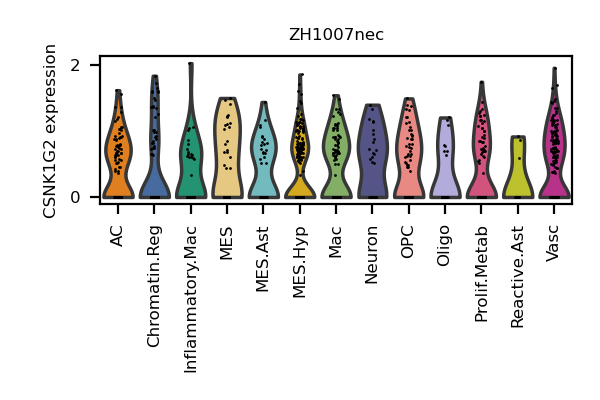 ZH1007nec
CSNK1G2 expression
2
0
AC
Chromatin.Reg
Inflammatory.Mac
MES
MES.Ast
MES.Hyp
Mac
Neuron
OPC
Oligo
Prolif.Metab
Reactive.Ast
Vasc